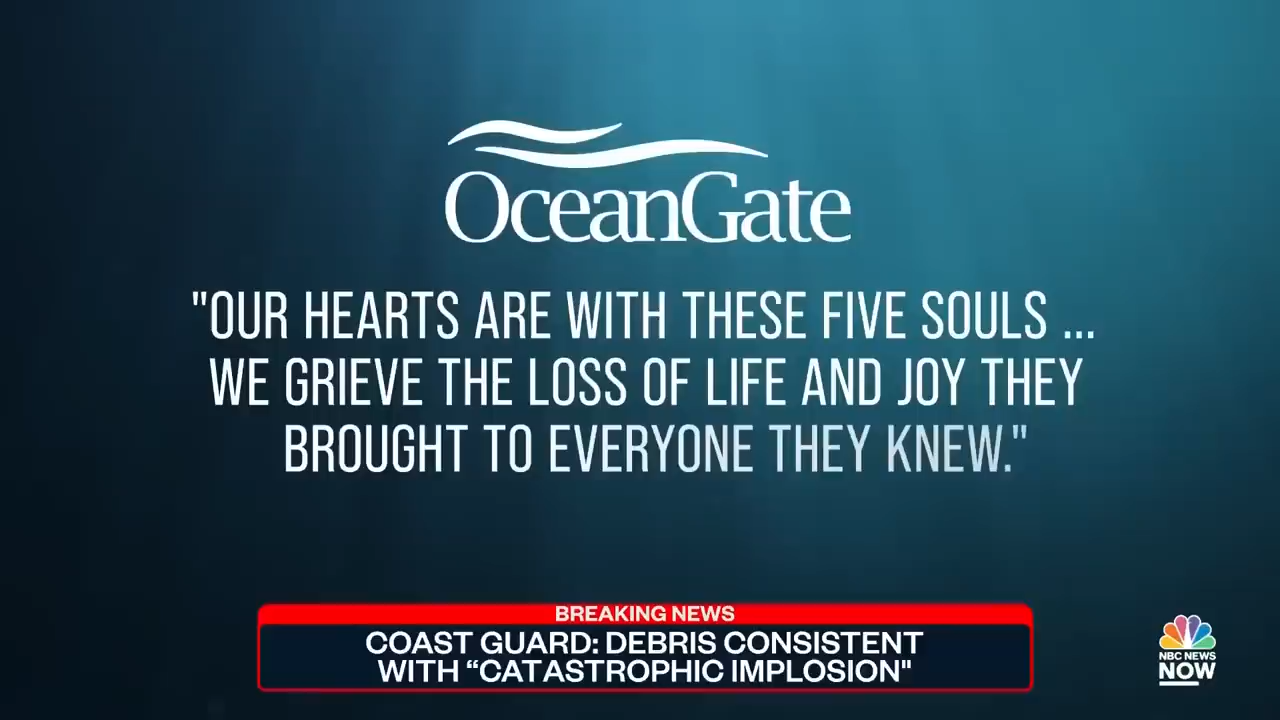 OceanGate
"OUR HEARTS ARE WITH THESE FIVE SOULS ...
WE GRIEVE THE LOSS OF LIFE AND JOY THEY
BROUGHT TO EVERYONE THEY KNEW."
BREAKING NEWS
COAST GUARD: DEBRIS CONSISTENT
WITH “CATASTROPHIC IMPLOSION"
NBC NEWS
NOW